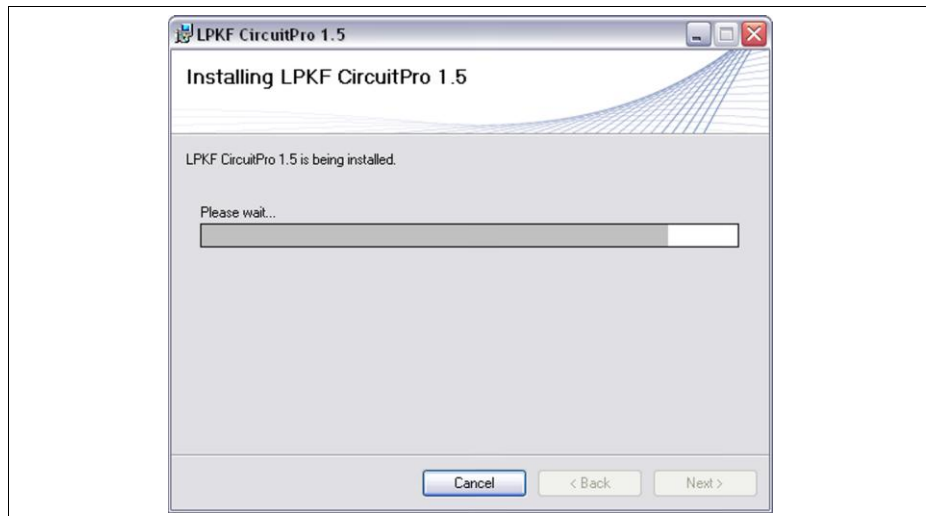 LPKF CircuitPro 1.5
Installing LPKF CircuitPro 1.5
LPKF CircuitPro 1.5 is being installed.
Please wait...
Cancel
< Back
Next >